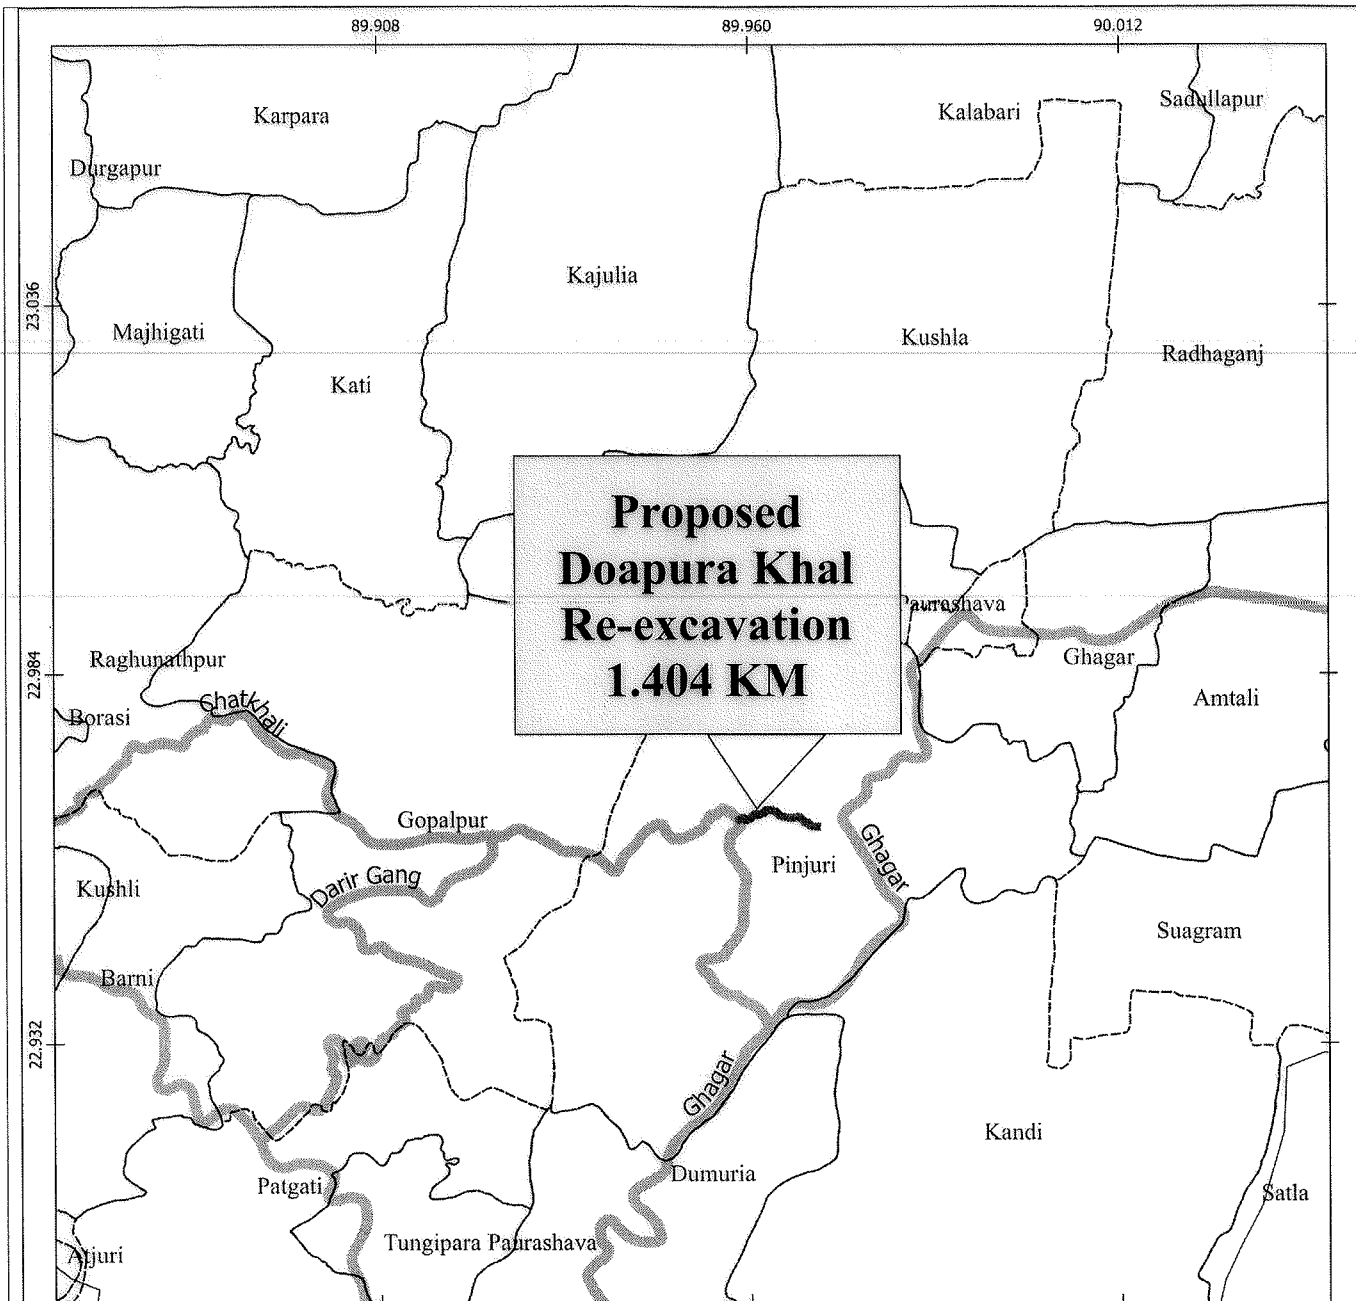 89.908
89.960
90.012
Karpara
Kalabari
Sadullapur
Durgapur
Kajulia
23.036
Majhigati
Kushla
Radhaganj
Kati
Proposed
Doapura Khal
Re-excavation
1.404 KM
Paurashava
Ghagar
Raghunathpur
22.984
Chatkhali
Borasi
Amtali
Gopalpur
Ghagar
Pinjuri
Darir Gang
Kushli
Suagram
Barni
22.932
Ghagar
Kandi
Dumuria
Patgati
Satla
Tungipara Paurashava
Atjuri